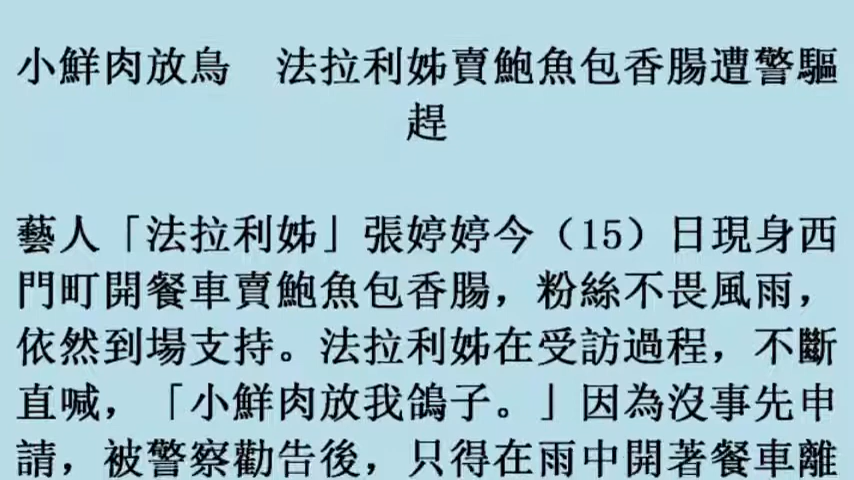 小鮮肉放鳥　法拉利姊賣鮑魚包香腸遭警驅
趕
藝人「法拉利姊」張婷婷今（15）日現身西
門町開餐車賣鮑魚包香腸，粉絲不畏風雨，
依然到場支持。法拉利姊在受訪過程，不斷
直喊，「小鮮肉放我鴿子。」因為沒事先申
請，被警察勸告後，只得在雨中開著餐車離